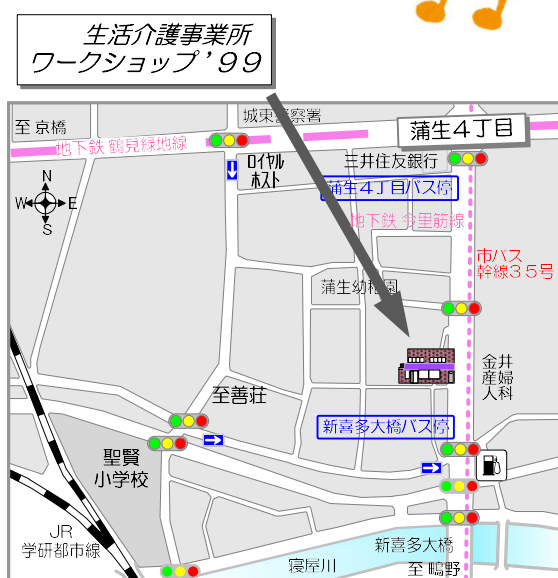 生活介護事業所
ワークショップ’99
城東警察署
至 京橋
蒲生4丁目
地下鉄 鶴見緑地線
ロイヤル
ホスト
三井住友銀行
蒲生4丁目バス停
N
W
E
S
地下鉄 今里筋線
市バス
幹線35号
蒲生幼稚園
金井
産婦
人科
至善荘
新喜多大橋バス停
聖賢
小学校
JR
学研都市線
新喜多大橋
寝屋川
至 鴫野